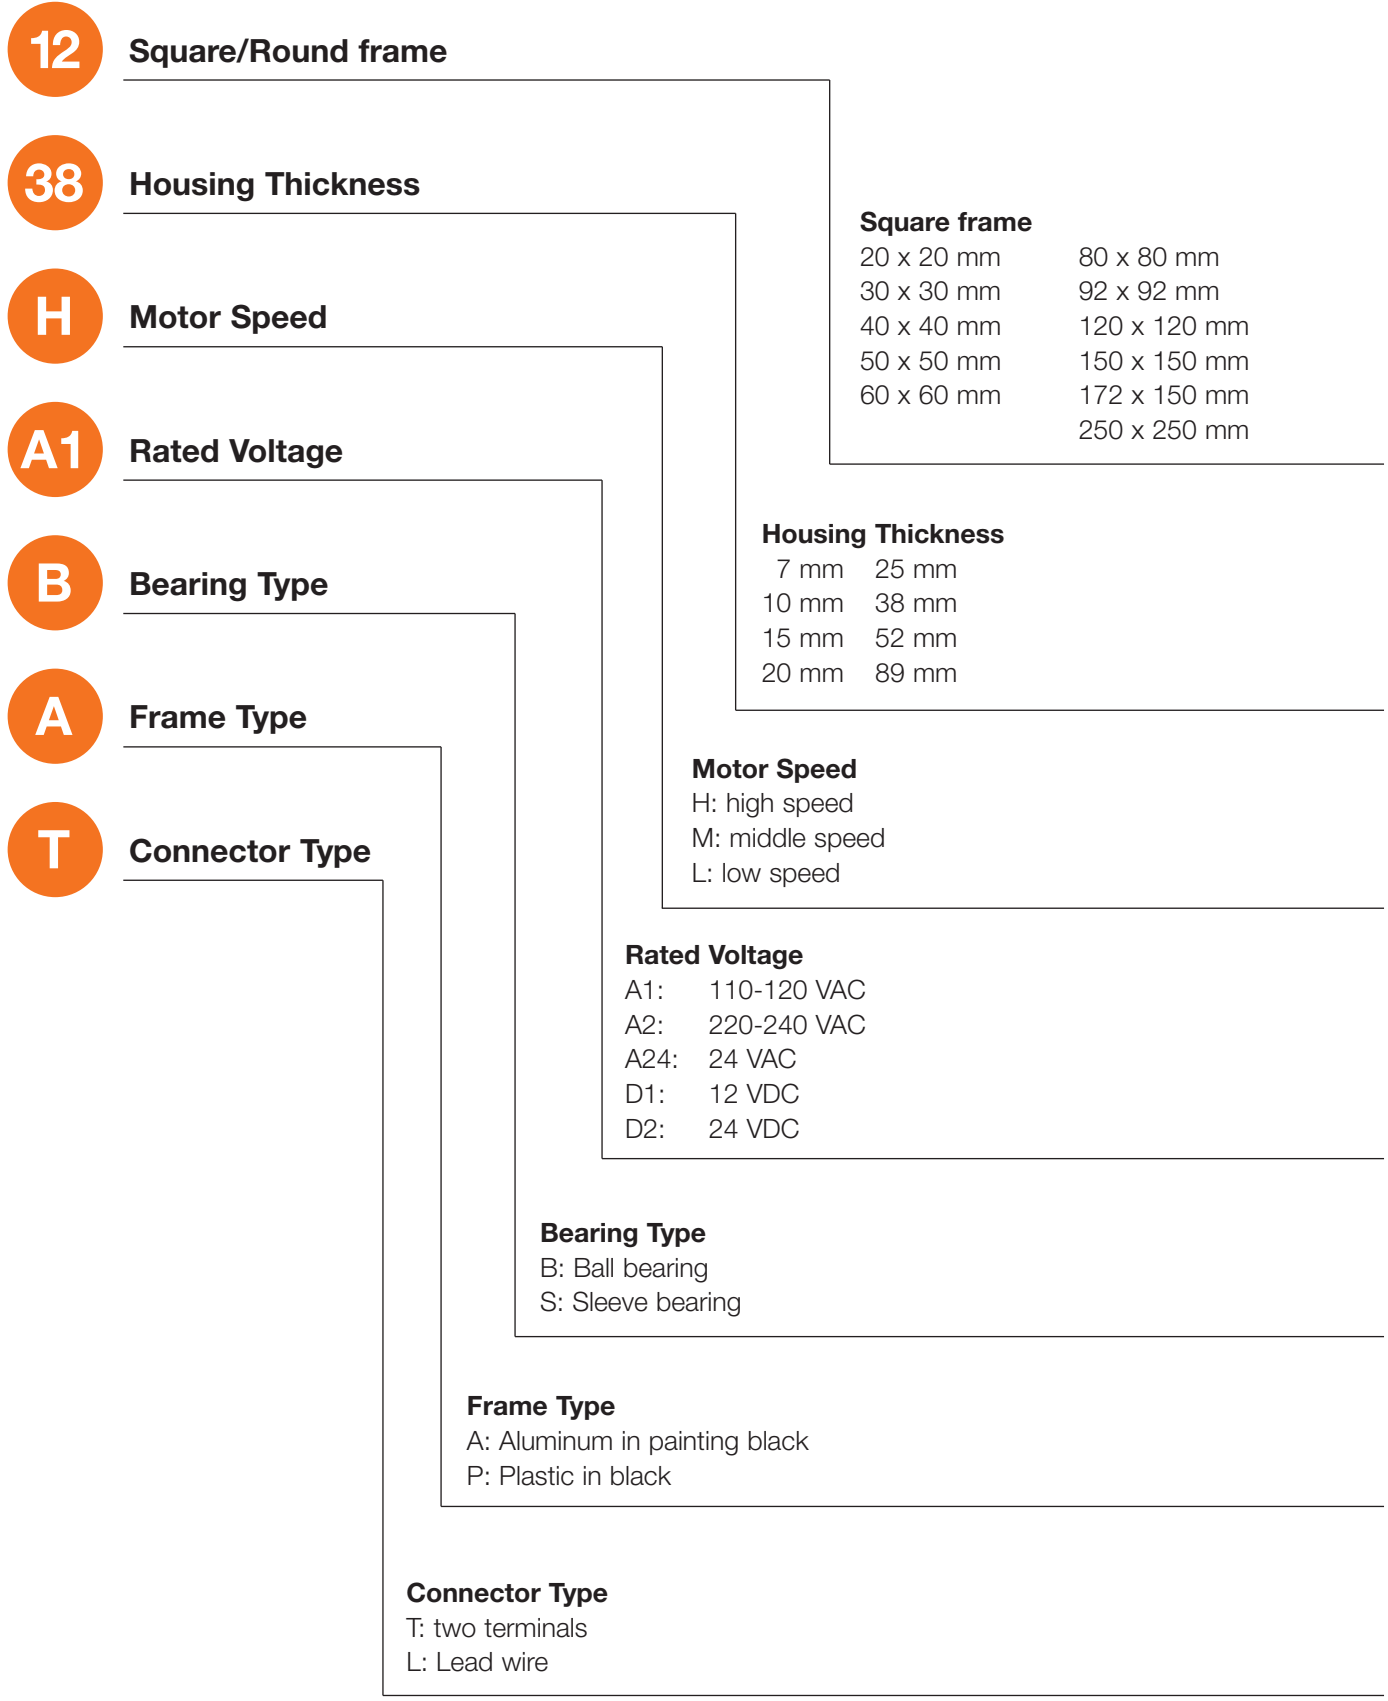 12 Square/Round frame
38 Housing Thickness
H Motor Speed
A1 Rated Voltage
B Bearing Type
A Frame Type
T Connector Type
Square frame
20 x 20 mm 80 x 80 mm
30 x 30 mm 92 x 92 mm
40 x 40 mm 120 x 120 mm
50 x 50 mm 150 x 150 mm
60 x 60 mm 172 x 150 mm
250 x 250 mm
Housing Thickness
7 mm 25 mm
10 mm 38 mm
15 mm 52 mm
20 mm 89 mm
Motor Speed
H: high speed
M: middle speed
L: low speed
Rated Voltage
A1: 110-120 VAC
A2: 220-240 VAC
A24: 24 VAC
D1: 12 VDC
D2: 24 VDC
Bearing Type
B: Ball bearing
S: Sleeve bearing
Frame Type
A: Aluminum in painting black
P: Plastic in black
Connector Type
T: two terminals
L: Lead wire